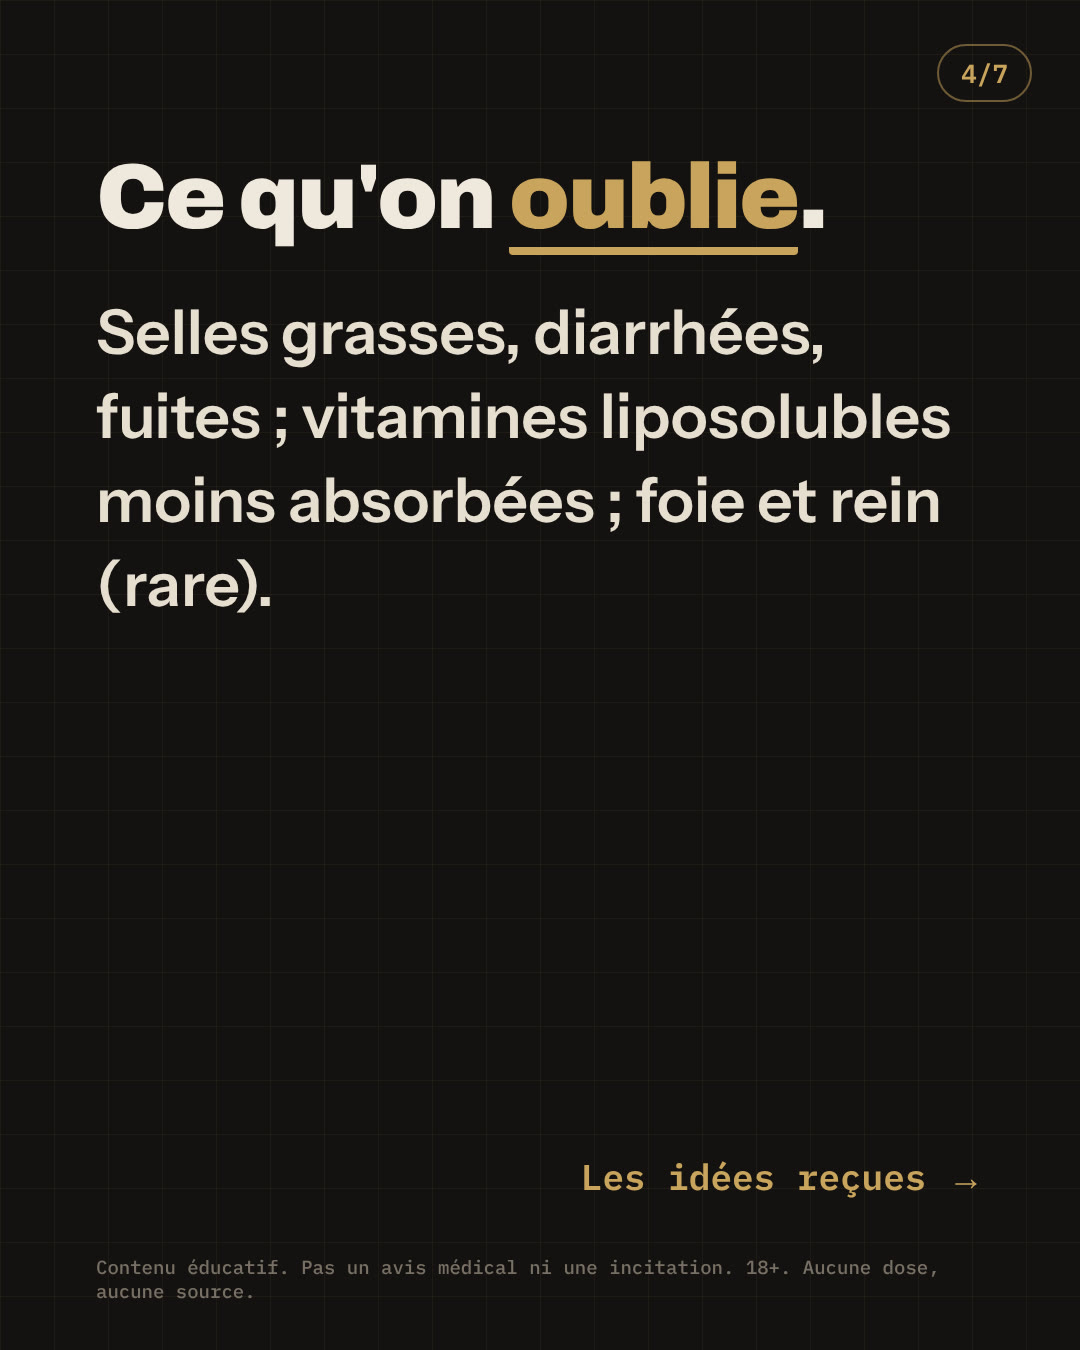 4/7
Ce qu'on oublie.
Selles grasses, diarrhées,
fuites ; vitamines liposolubles
moins absorbées ; foie et rein
(rare).
Les idées reçues →
Contenu éducatif. Pas un avis médical ni une incitation. 18+. Aucune dose,
aucune source.